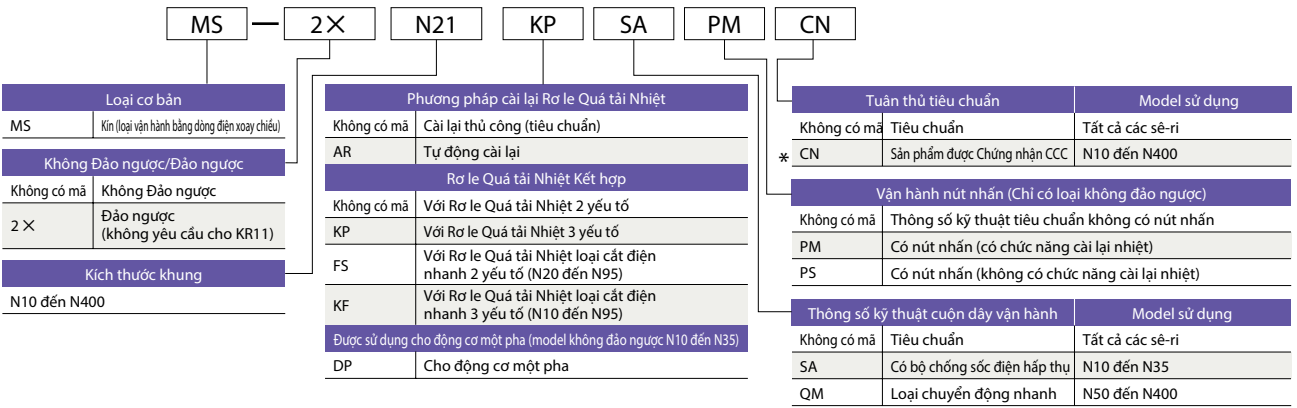 MS — 2× N21 KP SA PM CN
Loại cơ bản
MS Kín (loại vận hành bằng dòng điện xoay chiều)
Không Đảo ngược/Đảo ngược
Không có mã Không Đảo ngược
2× Đảo ngược
(không yêu cầu cho KR11)
Kích thước khung
N10 đến N400
Phương pháp cài lại Rơ le Quá tải Nhiệt
Không có mã Cài lại thủ công (tiêu chuẩn)
AR Tự động cài lại
Rơ le Quá tải Nhiệt Kết hợp
Không có mã Với Rơ le Quá tải Nhiệt 2 yếu tố
KP Với Rơ le Quá tải Nhiệt 3 yếu tố
FS Với Rơ le Quá tải Nhiệt loại cắt điện
nhanh 2 yếu tố (N20 đến N95)
KF Với Rơ le Quá tải Nhiệt loại cắt điện
nhanh 3 yếu tố (N10 đến N95)
Được sử dụng cho động cơ một pha (model không đảo ngược N10 đến N35)
DP Cho động cơ một pha
Tuân thủ tiêu chuẩn Model sử dụng
Không có mã Tiêu chuẩn Tất cả các sê-ri
* CN Sản phẩm được Chứng nhận CCC N10 đến N400
Vận hành nút nhấn (Chỉ có loại không đảo ngược)
Không có mã Thông số kỹ thuật tiêu chuẩn không có nút nhấn
PM Có nút nhấn (có chức năng cài lại nhiệt)
PS Có nút nhấn (không có chức năng cài lại nhiệt)
Thông số kỹ thuật cuộn dây vận hành Model sử dụng
Không có mã Tiêu chuẩn Tất cả các sê-ri
SA Có bộ chống sốc điện hấp thụ N10 đến N35
QM Loại chuyển động nhanh N50 đến N400